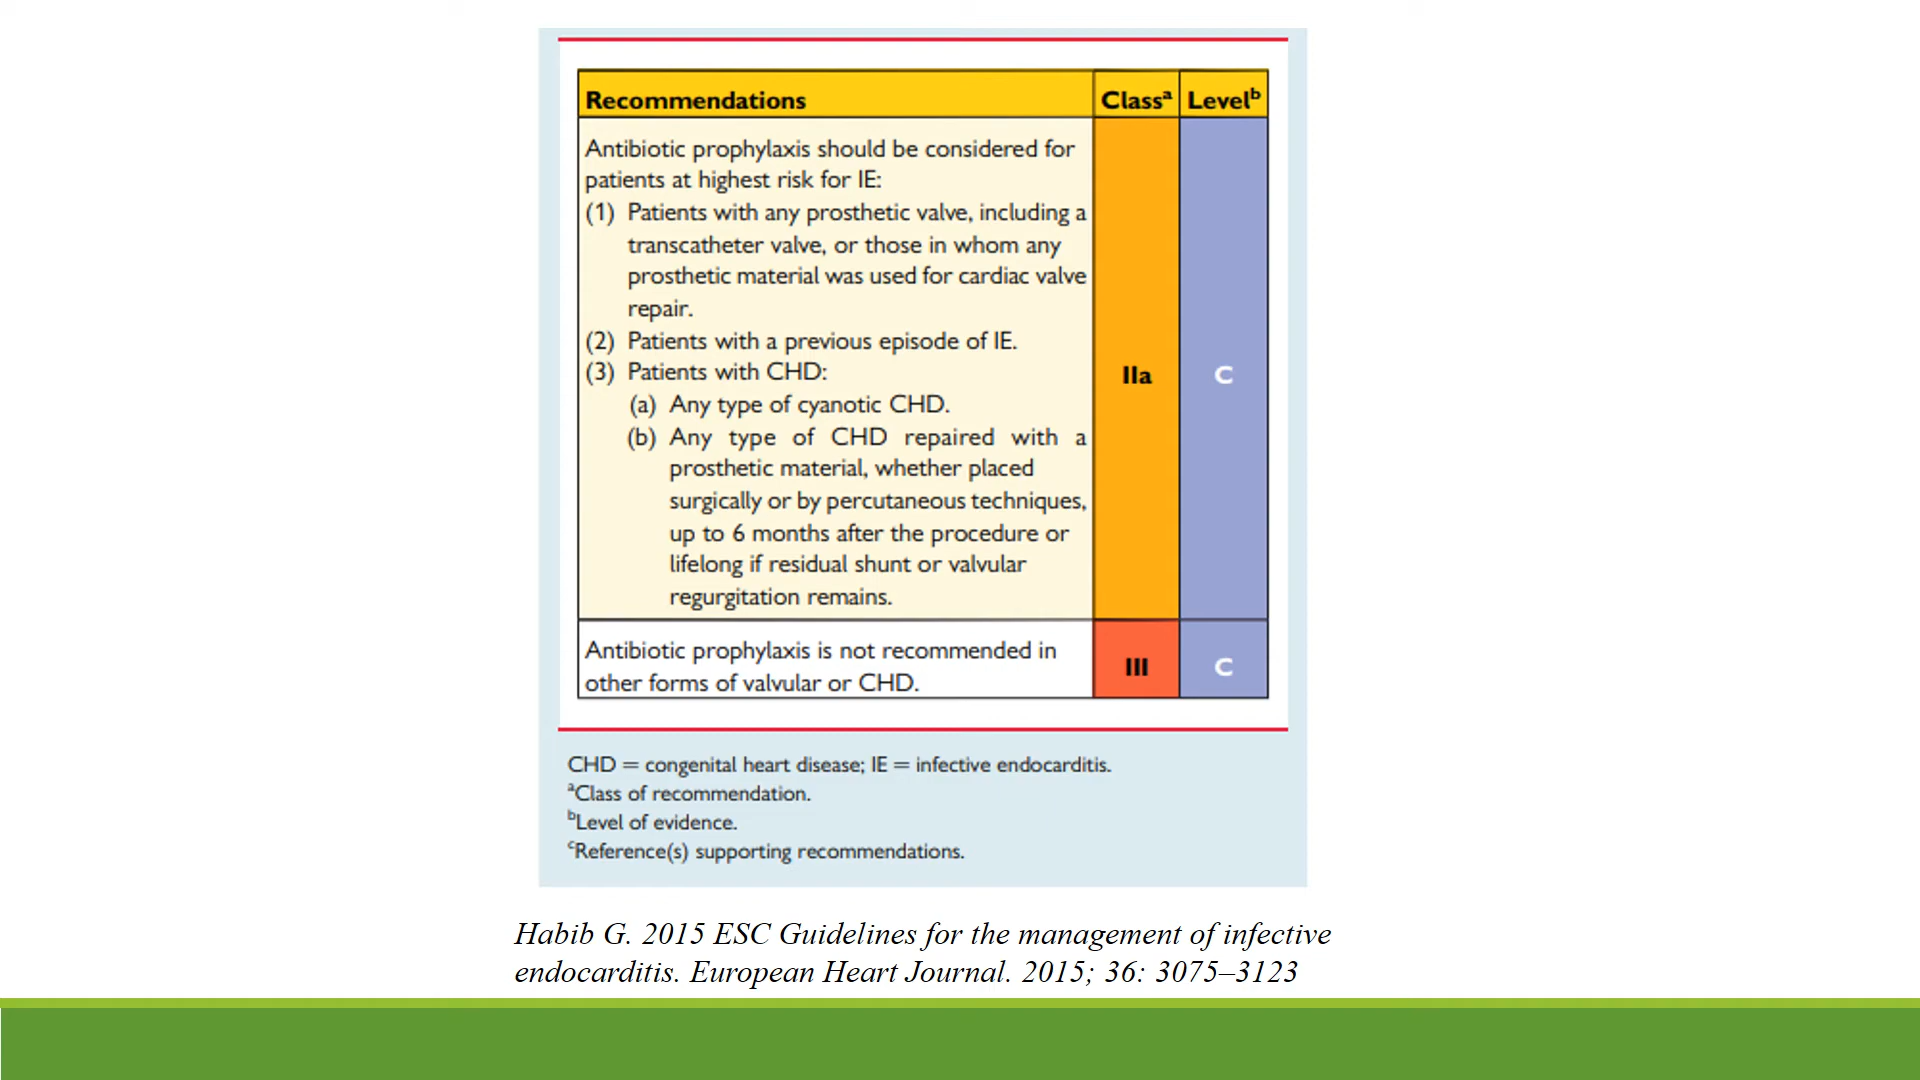 Recommendations Classᵃ Levelᵇ
Antibiotic prophylaxis should be considered for
patients at highest risk for IE:
(1) Patients with any prosthetic valve, including a
transcatheter valve, or those in whom any
prosthetic material was used for cardiac valve
repair.
(2) Patients with a previous episode of IE.
(3) Patients with CHD:
(a) Any type of cyanotic CHD.
(b) Any type of CHD repaired with a
prosthetic material, whether placed
surgically or by percutaneous techniques,
up to 6 months after the procedure or
lifelong if residual shunt or valvular
regurgitation remains.
IIa C
Antibiotic prophylaxis is not recommended in
other forms of valvular or CHD.
III C
CHD = congenital heart disease; IE = infective endocarditis.
ᵃClass of recommendation.
ᵇLevel of evidence.
ᶜReference(s) supporting recommendations.
Habib G. 2015 ESC Guidelines for the management of infective
endocarditis. European Heart Journal. 2015; 36: 3075–3123